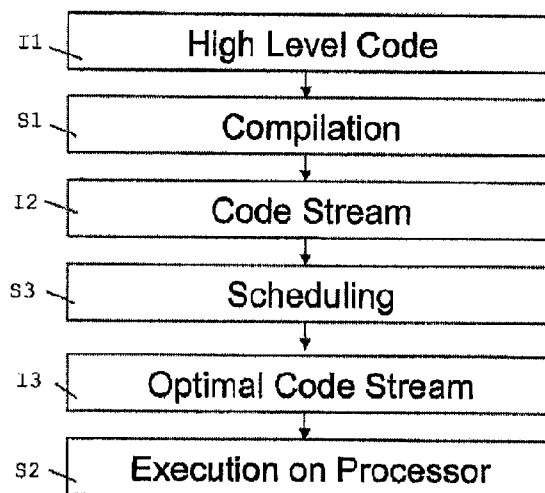 I1 High Level Code
S1 Compilation
I2 Code Stream
S3 Scheduling
I3 Optimal Code Stream
S2 Execution on Processor